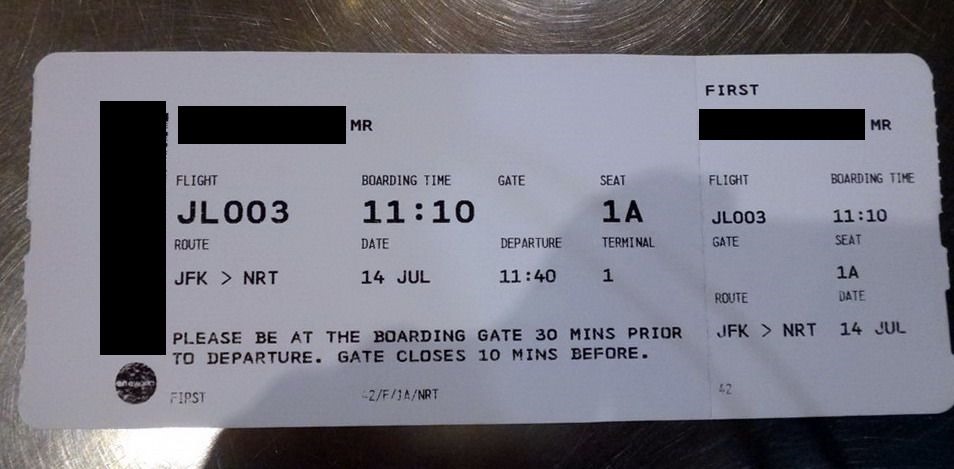 FIRST
MR
MR
FLIGHT BOARDING TIME GATE SEAT
JL003 11:10 1A
ROUTE DATE DEPARTURE TERMINAL
JFK > NRT 14 JUL 11:40 1
PLEASE BE AT THE BOARDING GATE 30 MINS PRIOR
TO DEPARTURE. GATE CLOSES 10 MINS BEFORE.
oneworld
FIRST 42/F/1A/NRT
FLIGHT BOARDING TIME
JL003 11:10
GATE SEAT
1A
ROUTE DATE
JFK > NRT 14 JUL
42